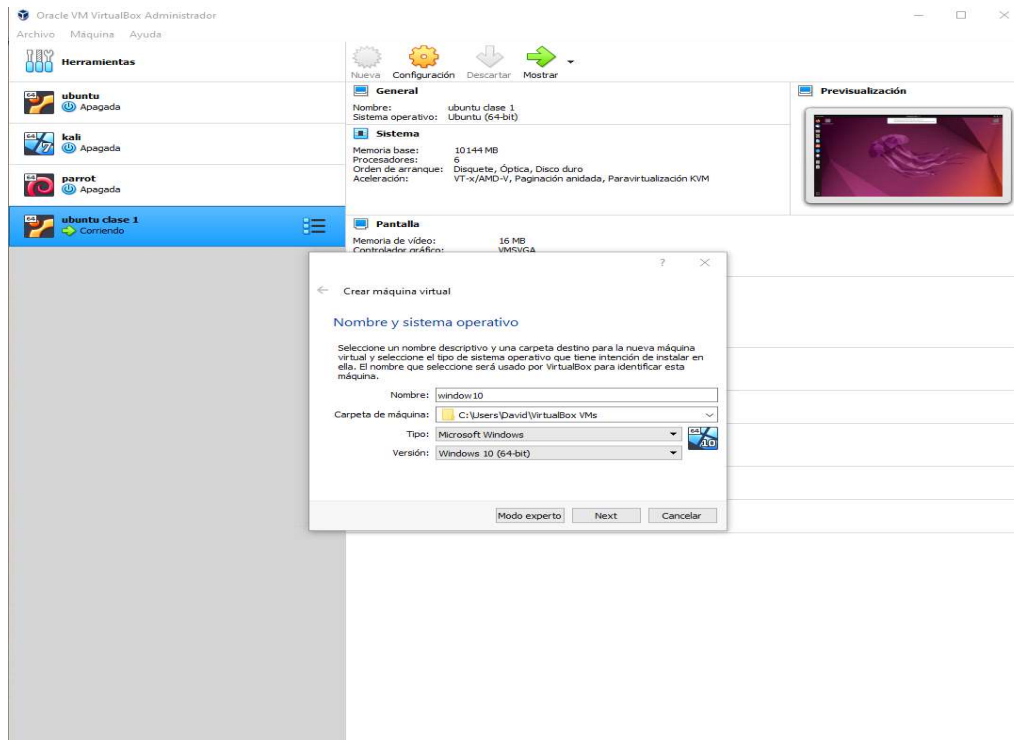 Oracle VM VirtualBox Administrador
Archivo Máquina Ayuda
Herramientas
ubuntu
Apagada
kali
Apagada
parrot
Apagada
ubuntu clase 1
Corriendo
Nueva Configuración Descartar Mostrar
General
Nombre: ubuntu clase 1
Sistema operativo: Ubuntu (64-bit)
Sistema
Memoria base: 10144 MB
Procesadores: 6
Orden de arranque: Disquete, Óptica, Disco duro
Aceleración: VT-x/AMD-V, Paginación anidada, Paravirtualización KVM
Previsualización
Pantalla
Memoria de vídeo: 16 MB
Controlador gráfico: VMSVGA
Crear máquina virtual
Nombre y sistema operativo
Seleccione un nombre descriptivo y una carpeta destino para la nueva máquina
virtual y seleccione el tipo de sistema operativo que tiene intención de instalar en
ella. El nombre que seleccione será usado por VirtualBox para identificar esta
máquina.
Nombre: window10
Carpeta de máquina: C:\Users\David\VirtualBox VMs
Tipo: Microsoft Windows
64
10
Versión: Windows 10 (64-bit)
Modo experto Next Cancelar